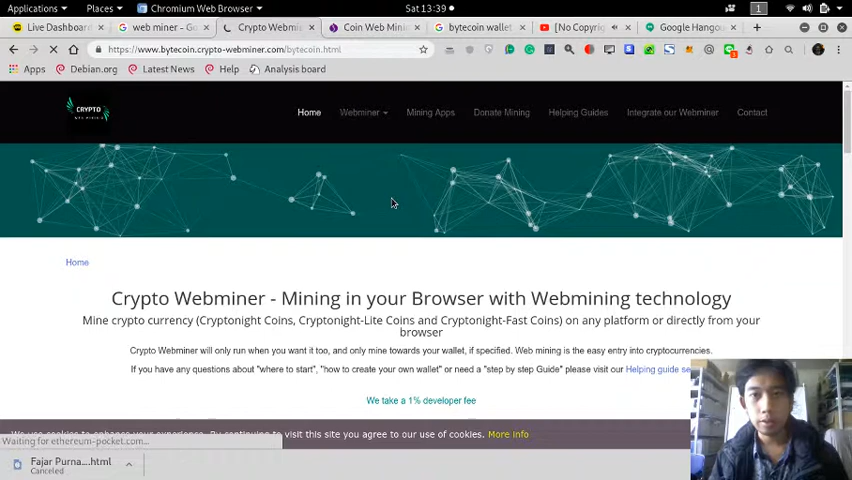 Applications Places Chromium Web Browser Sat 13:39 1
Live Dashboard web miner - Go Crypto Webmin Coin Web Mini bytecoin wallet [No Copyrig Google Hangou
https://www.bytecoin.crypto-webminer.com/bytecoin.html
Apps Debian.org Latest News Help Analysis board
CRYPTO
Home Webminer Mining Apps Donate Mining Helping Guides Integrate our Webminer Contact
Home
Crypto Webminer - Mining in your Browser with Webmining technology
Mine crypto currency (Cryptonight Coins, Cryptonight-Lite Coins and Cryptonight-Fast Coins) on any platform or directly from your
browser
Crypto Webminer will only run when you want it too, and only mine towards your wallet, if specified. Web mining is the easy entry into cryptocurrencies.
If you have any questions about "where to start", "how to create your own wallet" or need a "step by step Guide" please visit our Helping guide se
We take a 1% developer fee
We use cookies to enhance your experience. By continuing to visit this site you agree to our use of cookies. More info
Waiting for ethereum-pocket.com...
Fajar Purna....html
Canceled